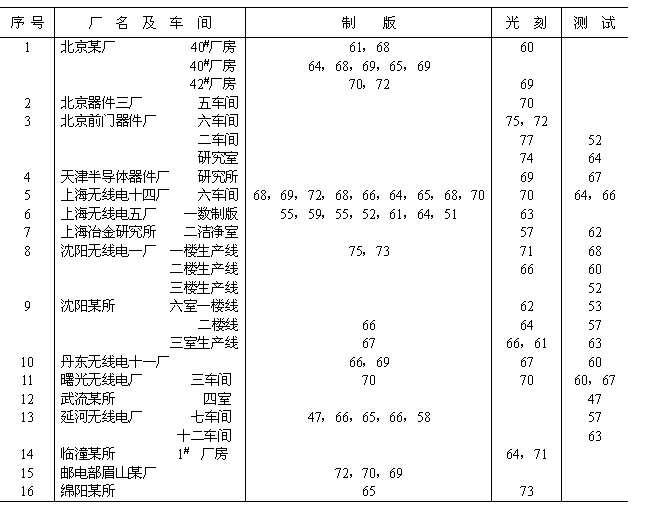 序号 厂名及车间 制版 光刻 测试
1 北京某厂 40#厂房 61，68 60
40#厂房 64，68，69，65，69
42#厂房 70，72 69
2 北京器件三厂 五车间 70
3 北京前门器件厂 六车间 75，72
二车间 77 52
研究室 74 64
4 天津半导体器件厂 研究所 69 67
5 上海无线电十四厂 六车间 68，69，72，68，66，64，65，68，70 70 64，66
6 上海无线电五厂 一数制版 55，59，55，52，61，64，51 63
7 上海冶金研究所 二洁净室 57 62
8 沈阳无线电一厂 一楼生产线 75，73 71 68
二楼生产线 66 60
三楼生产线 52
9 沈阳某所 六室一楼线 62 53
二楼线 66 64 57
三室生产线 67 66，61 63
10 丹东无线电十一厂 66，69 67 60
11 曙光无线电厂 三车间 70 70 60，67
12 武流某所 四室 47
13 延河无线电厂 七车间 47，66，65，66，58 57
十二车间 63
14 临潼某所 1# 厂房 64，71
15 邮电部眉山某厂 72，70，69
16 绵阳某所 65 73